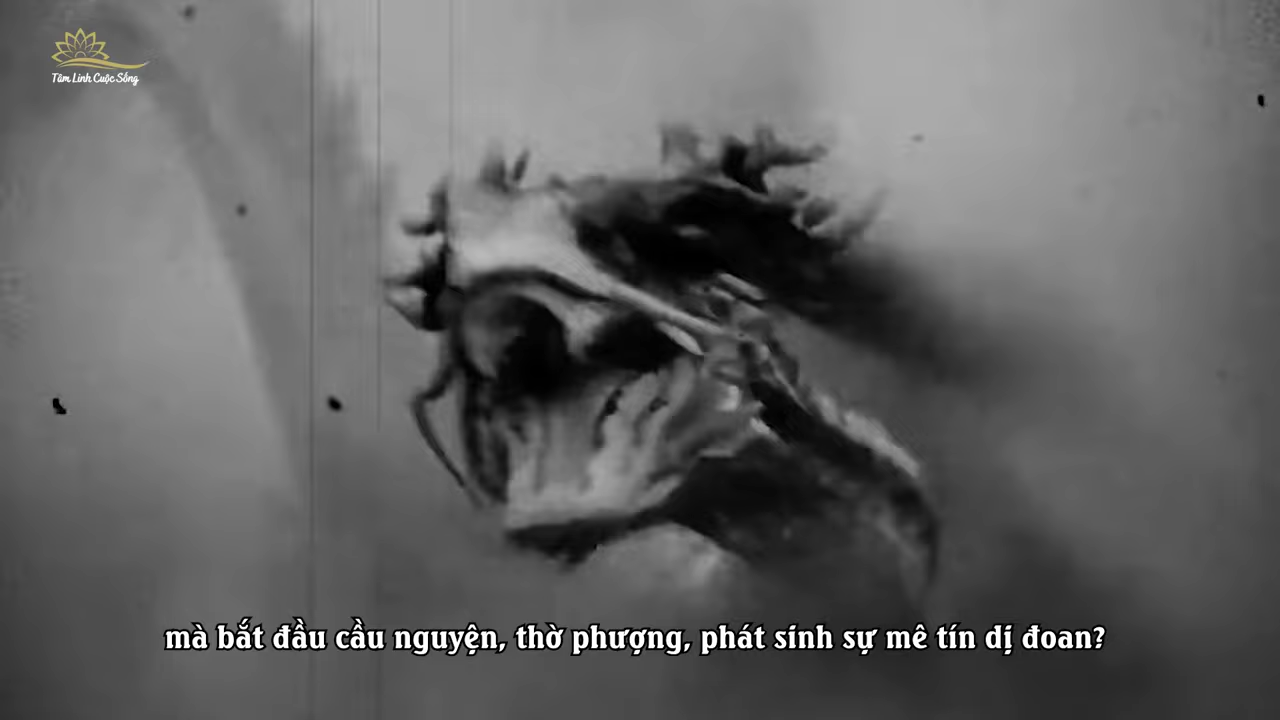 Tâm Linh Cuộc Sống
mà bắt đầu cầu nguyện, thờ phượng, phát sinh sự mê tín dị đoan?